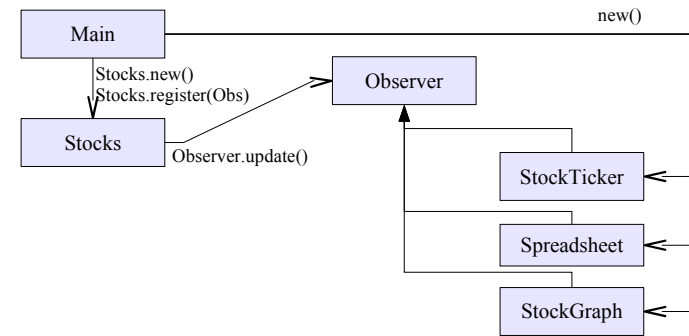 new()
Main
Stocks.new()
Stocks.register(Obs)
Observer
Stocks
Observer.update()
StockTicker
Spreadsheet
StockGraph